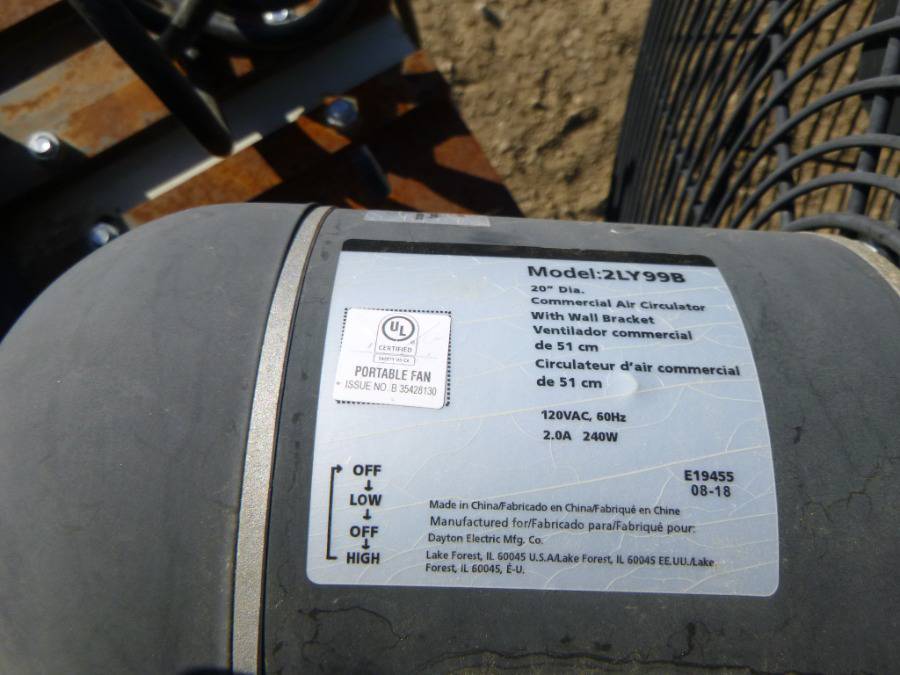 Model:2LY99B
20" Dia.
Commercial Air Circulator
With Wall Bracket
Ventilador commercial
de 51 cm
Circulateur d'air commercial
de 51 cm
120VAC, 60Hz
2.0A 240W
UL
CERTIFIED
SAFETY US CA
PORTABLE FAN
ISSUE NO. B 35428130
OFF
LOW
OFF
HIGH
E19455
08-18
Made in China/Fabricado en China/Fabriqué en Chine
Manufactured for/Fabricado para/Fabriqué pour:
Dayton Electric Mfg. Co.
Lake Forest, IL 60045 U.S.A/Lake Forest, IL 60045 EE.UU./Lake
Forest, IL 60045, É-U.